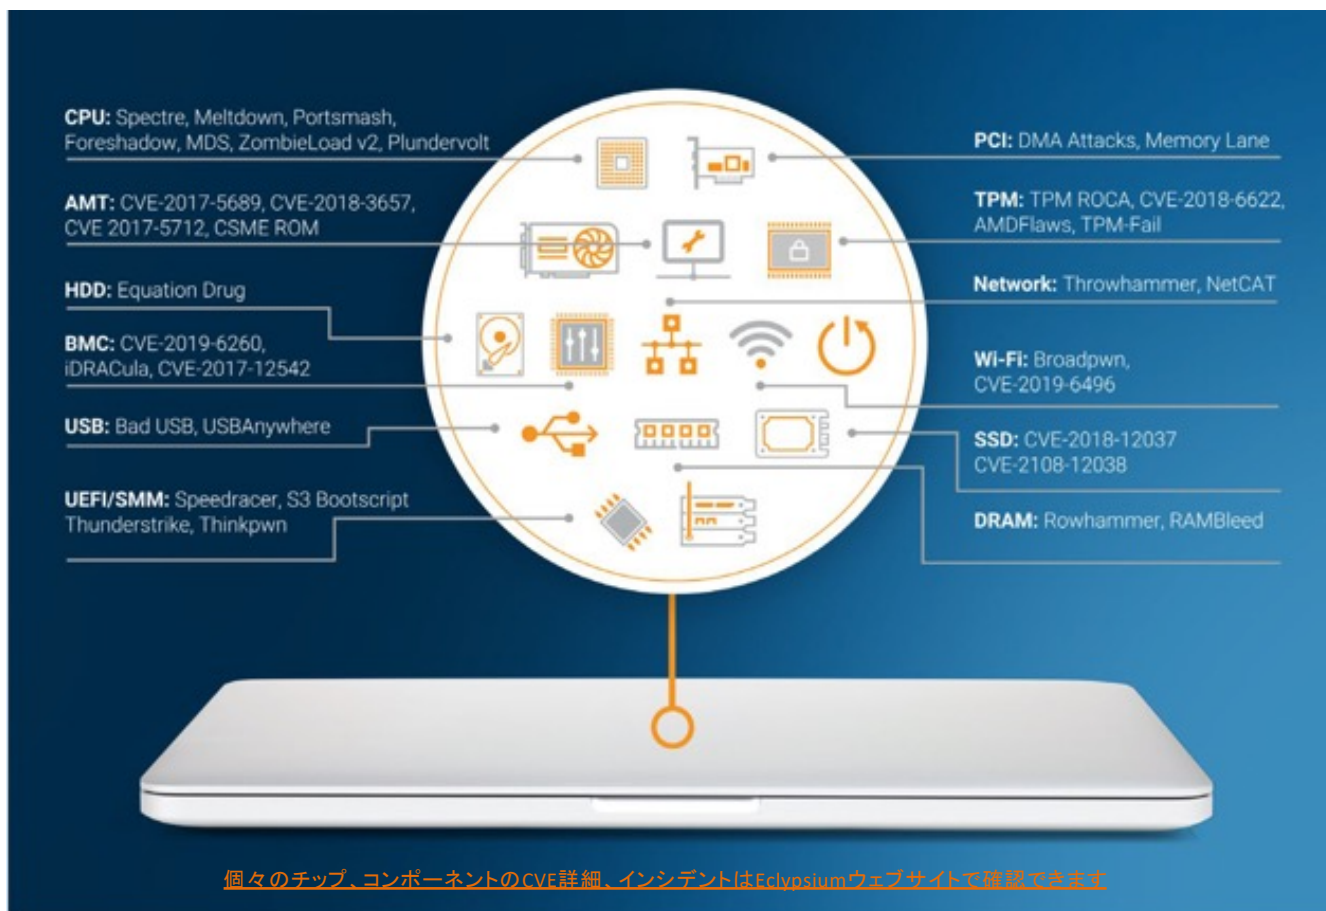 CPU: Spectre, Meltdown, Portsmash,
Foreshadow, MDS, ZombieLoad v2, Plundervolt
AMT: CVE-2017-5689, CVE-2018-3657,
CVE 2017-5712, CSME ROM
HDD: Equation Drug
BMC: CVE-2019-6260,
iDRACula, CVE-2017-12542
USB: Bad USB, USBAnywhere
UEFI/SMM: Speedracer, S3 Bootscript
Thunderstrike, Thinkpwn
PCI: DMA Attacks, Memory Lane
TPM: TPM ROCA, CVE-2018-6622,
AMDFlaws, TPM-Fail
Network: Throwhammer, NetCAT
Wi-Fi: Broadpwn,
CVE-2019-6496
SSD: CVE-2018-12037
CVE-2108-12038
DRAM: Rowhammer, RAMBleed
個々のチップ、コンポーネントのCVE詳細、インシデントはEclypsiumウェブサイトで確認できます